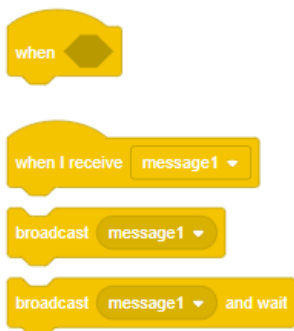 when
when I receive message1
broadcast message1
broadcast message1 and wait